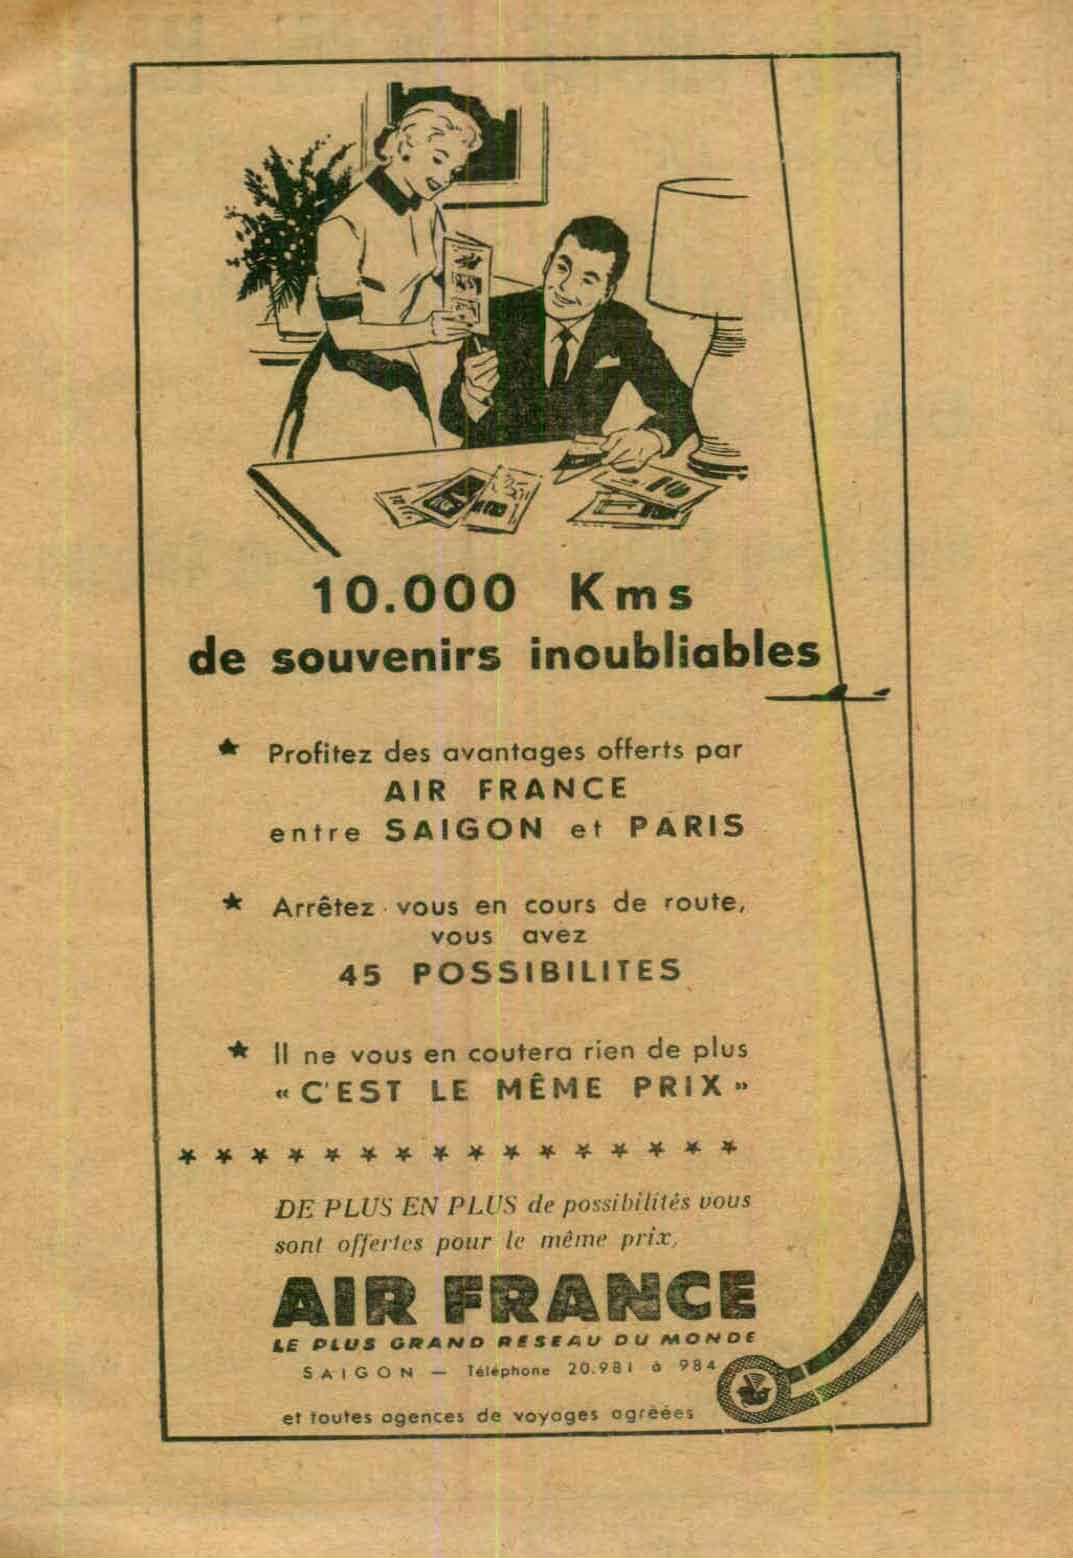 10.000 Kms
de souvenirs inoubliables
★ Profitez des avantages offerts par
AIR FRANCE
entre SAIGON et PARIS
★ Arrêtez vous en cours de route,
vous avez
45 POSSIBILITES
★ Il ne vous en coutera rien de plus
« C'EST LE MÊME PRIX »
★ ★ ★ ★ ★ ★ ★ ★ ★ ★ ★ ★ ★ ★ ★ ★
DE PLUS EN PLUS de possibilités vous
sont offertes pour le même prix,
AIR FRANCE
LE PLUS GRAND RESEAU DU MONDE
SAIGON — Téléphone 20.981 à 984
et toutes agences de voyages agréées